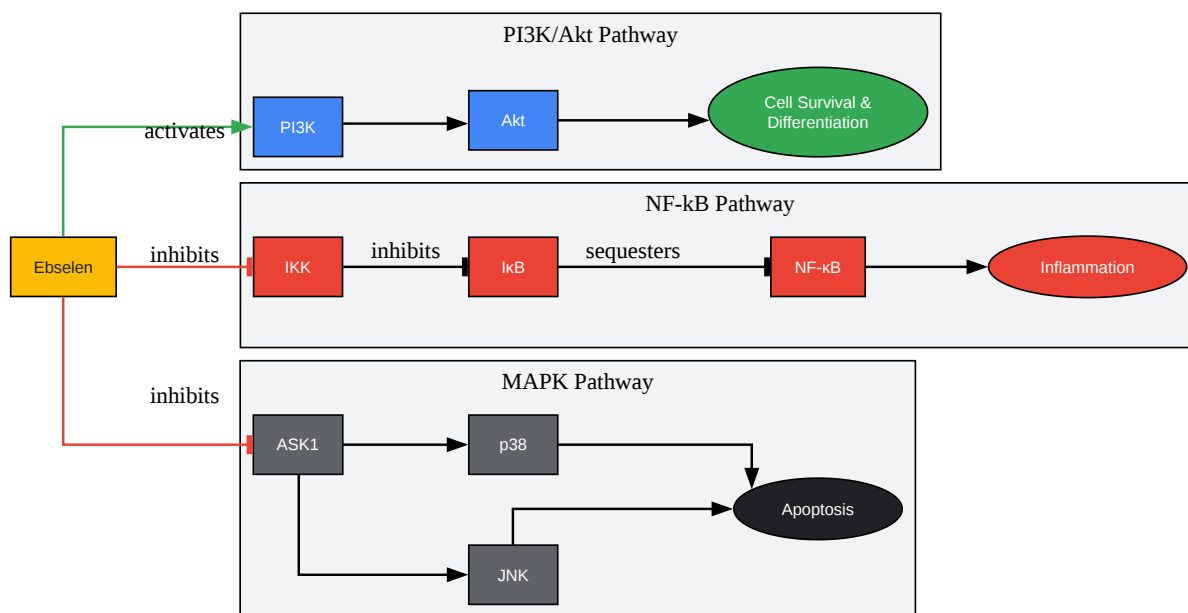 PI3K/Akt Pathway
activates
PI3K
Akt
Cell Survival &
Differentiation
NF-kB Pathway
Ebselen
inhibits
IKK
inhibits
IκB
sequesters
NF-κB
Inflammation
inhibits
MAPK Pathway
ASK1
p38
Apoptosis
JNK